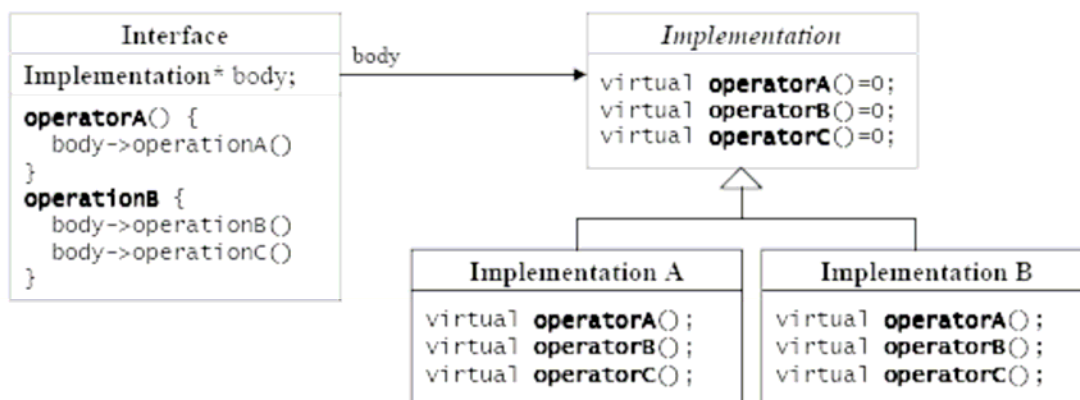 Interface
Implementation* body;
operatorA() {
body->operationA()
}
operationB {
body->operationB()
body->operationC()
}
body
Implementation
virtual operatorA()=0;
virtual operatorB()=0;
virtual operatorC()=0;
Implementation A
virtual operatorA();
virtual operatorB();
virtual operatorC();
Implementation B
virtual operatorA();
virtual operatorB();
virtual operatorC();